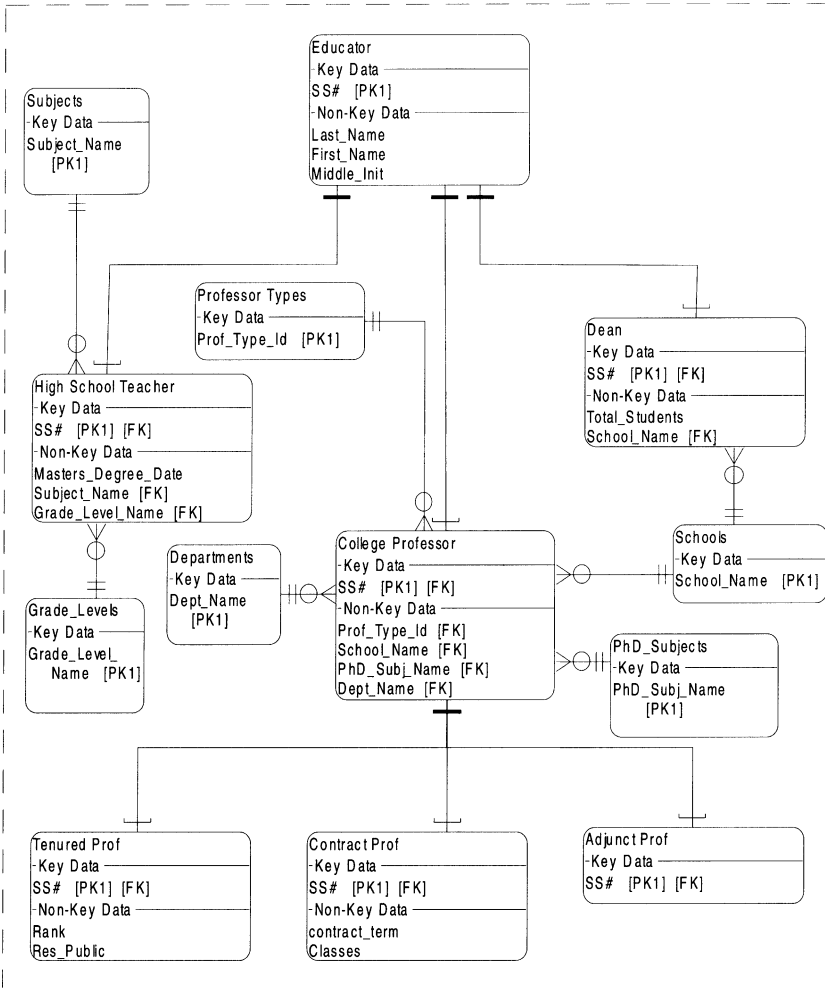 Educator
Key Data
SS# [PK1]
Non-Key Data
Last_Name
First_Name
Middle_Init
Subjects
Key Data
Subject_Name
[PK1]
Professor Types
Key Data
Prof_Type_Id [PK1]
Dean
Key Data
SS# [PK1] [FK]
Non-Key Data
Total_Students
School_Name [FK]
High School Teacher
Key Data
SS# [PK1] [FK]
Non-Key Data
Masters_Degree_Date
Subject_Name [FK]
Grade_Level_Name [FK]
College Professor
Key Data
SS# [PK1] [FK]
Non-Key Data
Prof_Type_Id [FK]
School_Name [FK]
PhD_Subj_Name [FK]
Dept_Name [FK]
Schools
Key Data
School_Name [PK1]
Departments
Key Data
Dept_Name
[PK1]
Grade_Levels
Key Data
Grade_Level_
Name [PK1]
PhD_Subjects
Key Data
PhD_Subj_Name
[PK1]
Tenured Prof
Key Data
SS# [PK1] [FK]
Non-Key Data
Rank
Res_Public
Contract Prof
Key Data
SS# [PK1] [FK]
Non-Key Data
contract_term
Classes
Adjunct Prof
Key Data
SS# [PK1] [FK]